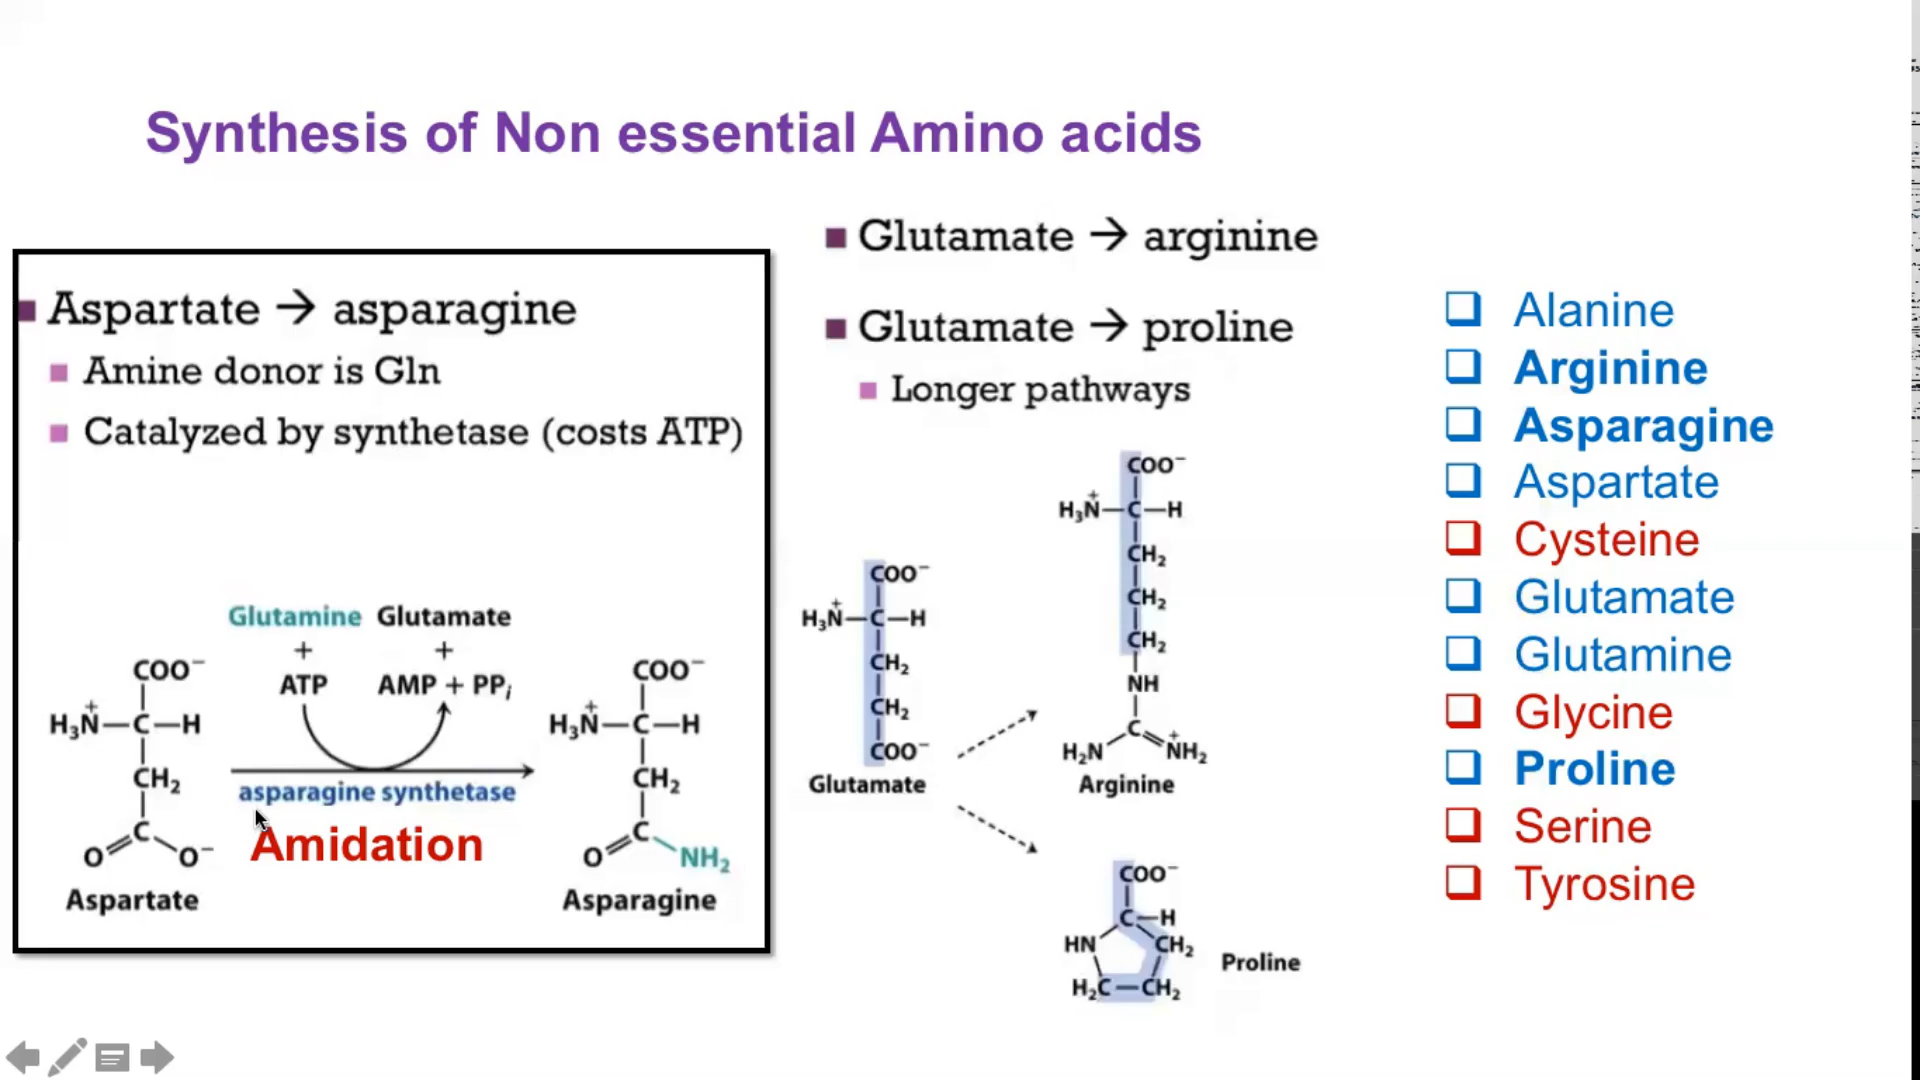 Synthesis of Non essential Amino acids
Aspartate → asparagine
Amine donor is Gln
Catalyzed by synthetase (costs ATP)
Glutamine Glutamate
+ +
ATP AMP + PPi
COO⁻
H₃N⁺—C—H
CH₂
C
O O⁻
Aspartate
asparagine synthetase
Amidation
COO⁻
H₃N⁺—C—H
CH₂
C
O NH₂
Asparagine
Glutamate → arginine
Glutamate → proline
Longer pathways
COO⁻
H₃N⁺—C—H
CH₂
CH₂
COO⁻
Glutamate
COO⁻
H₃N⁺—C—H
CH₂
CH₂
CH₂
NH
C
H₂N NH₂⁺
Arginine
COO⁻
C—H
HN CH₂
H₂C—CH₂
Proline
Alanine
Arginine
Asparagine
Aspartate
Cysteine
Glutamate
Glutamine
Glycine
Proline
Serine
Tyrosine